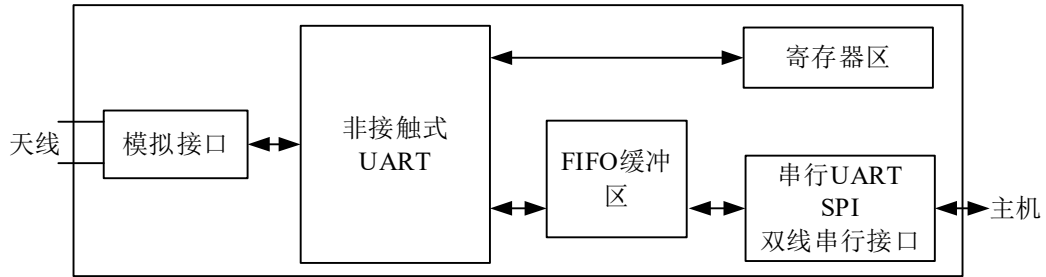 天线
模拟接口
非接触式
UART
寄存器区
FIFO缓冲
区
串行UART
SPI
双线串行接口
主机